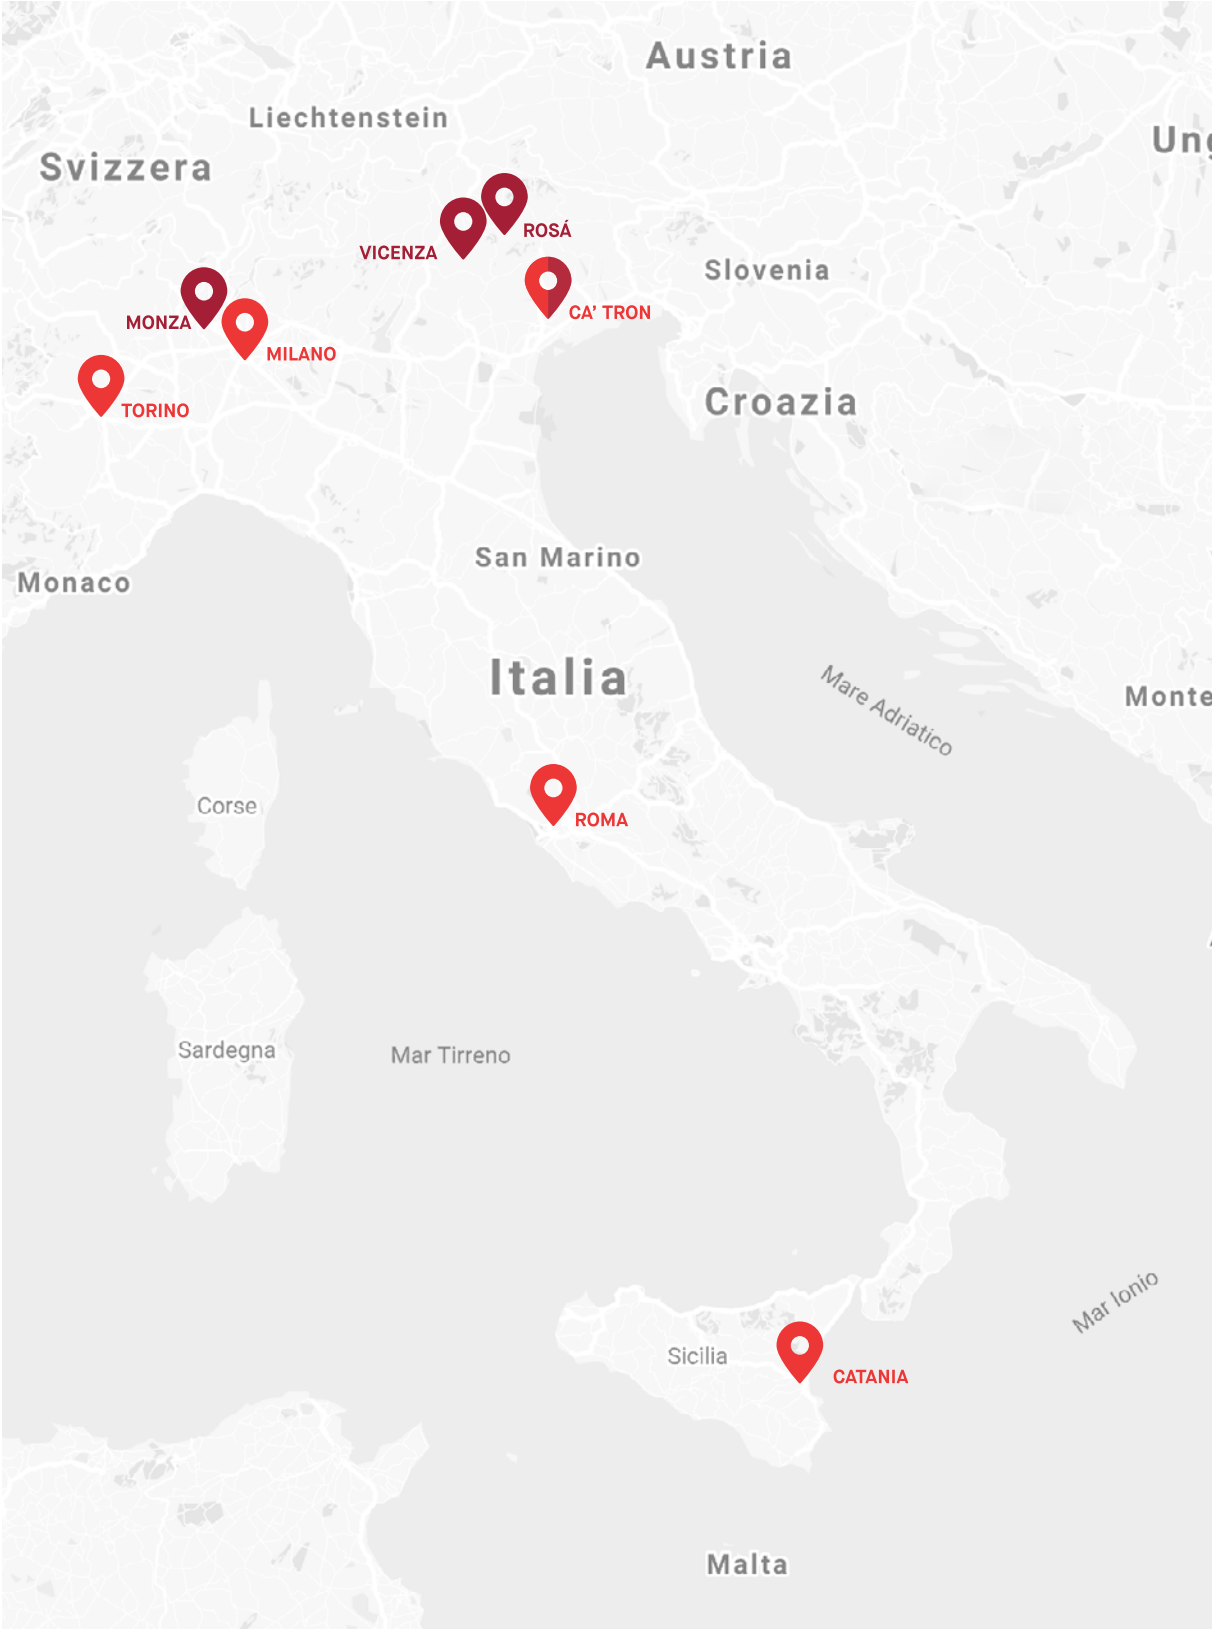 Austria
Liechtenstein
Ung
Svizzera
ROSÁ
VICENZA
Slovenia
CA' TRON
MONZA
MILANO
TORINO
Croazia
San Marino
Monaco
Italia
Mare Adriatico
Monte
Corse
ROMA
Sardegna
Mar Tirreno
Mar Ionio
Sicilia
CATANIA
Malta